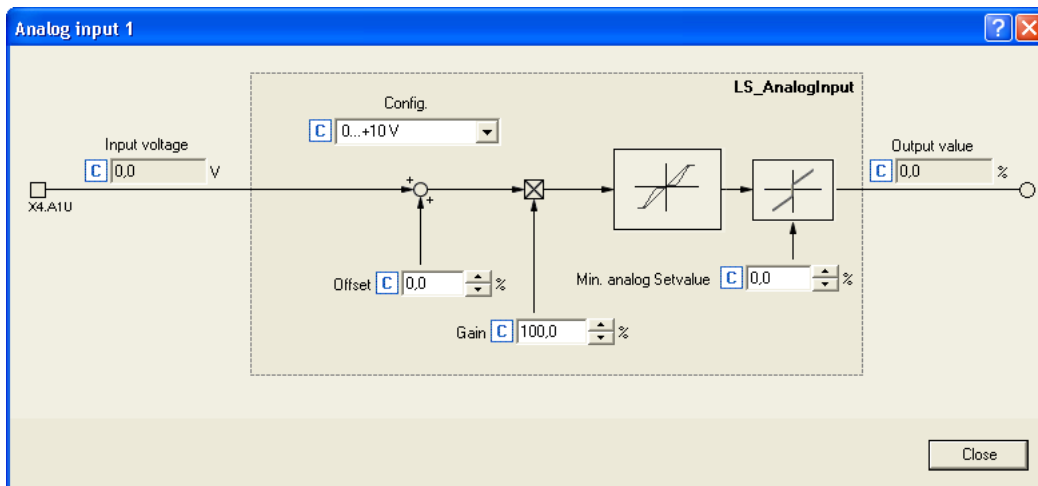 Analog input 1
?
LS_AnalogInput
Config.
C 0...+10 V
Input voltage
C 0,0 V
Output value
C 0,0 %
X4.A1U
+
+
Offset C 0,0 %
Min. analog Setvalue C 0,0 %
Gain C 100,0 %
Close